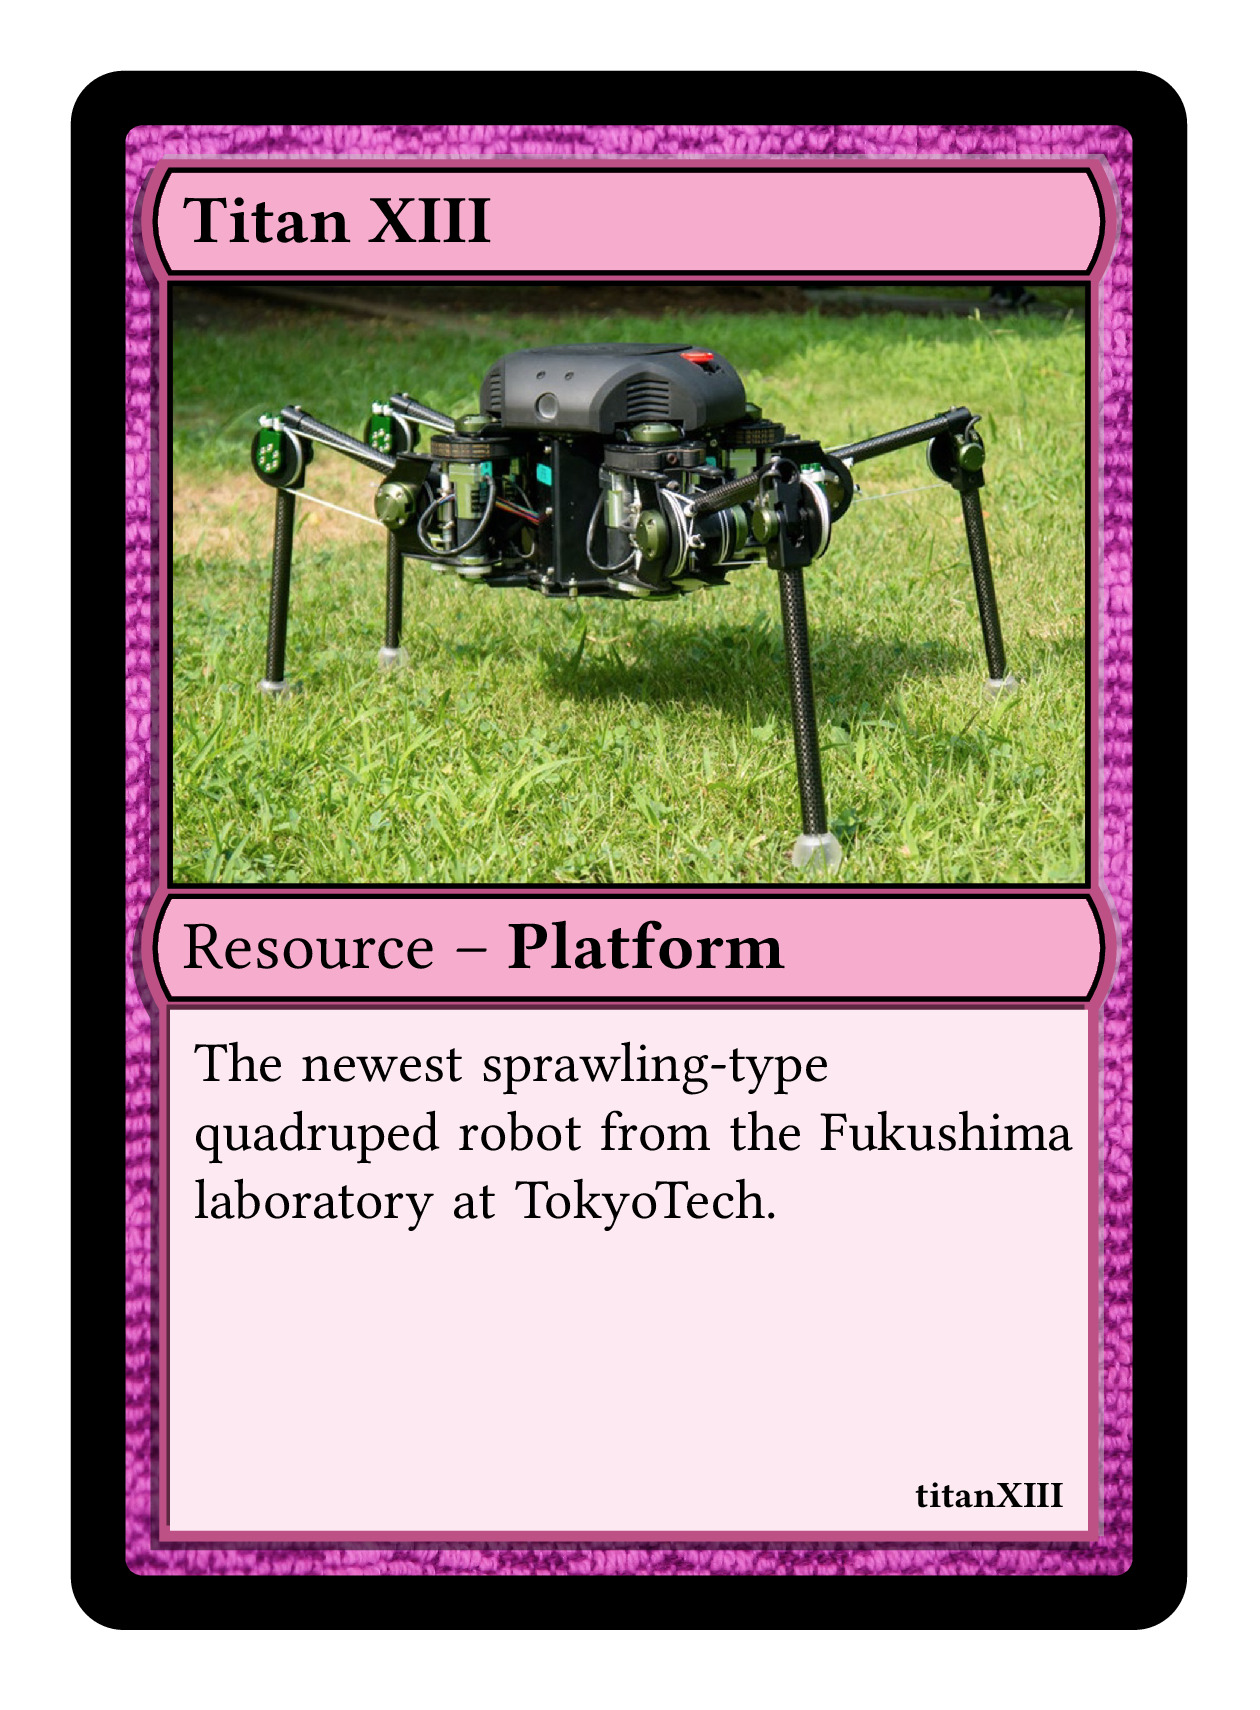 Titan XIII
Resource – Platform
The newest sprawling-type
quadruped robot from the Fukushima
laboratory at TokyoTech.
titanXIII